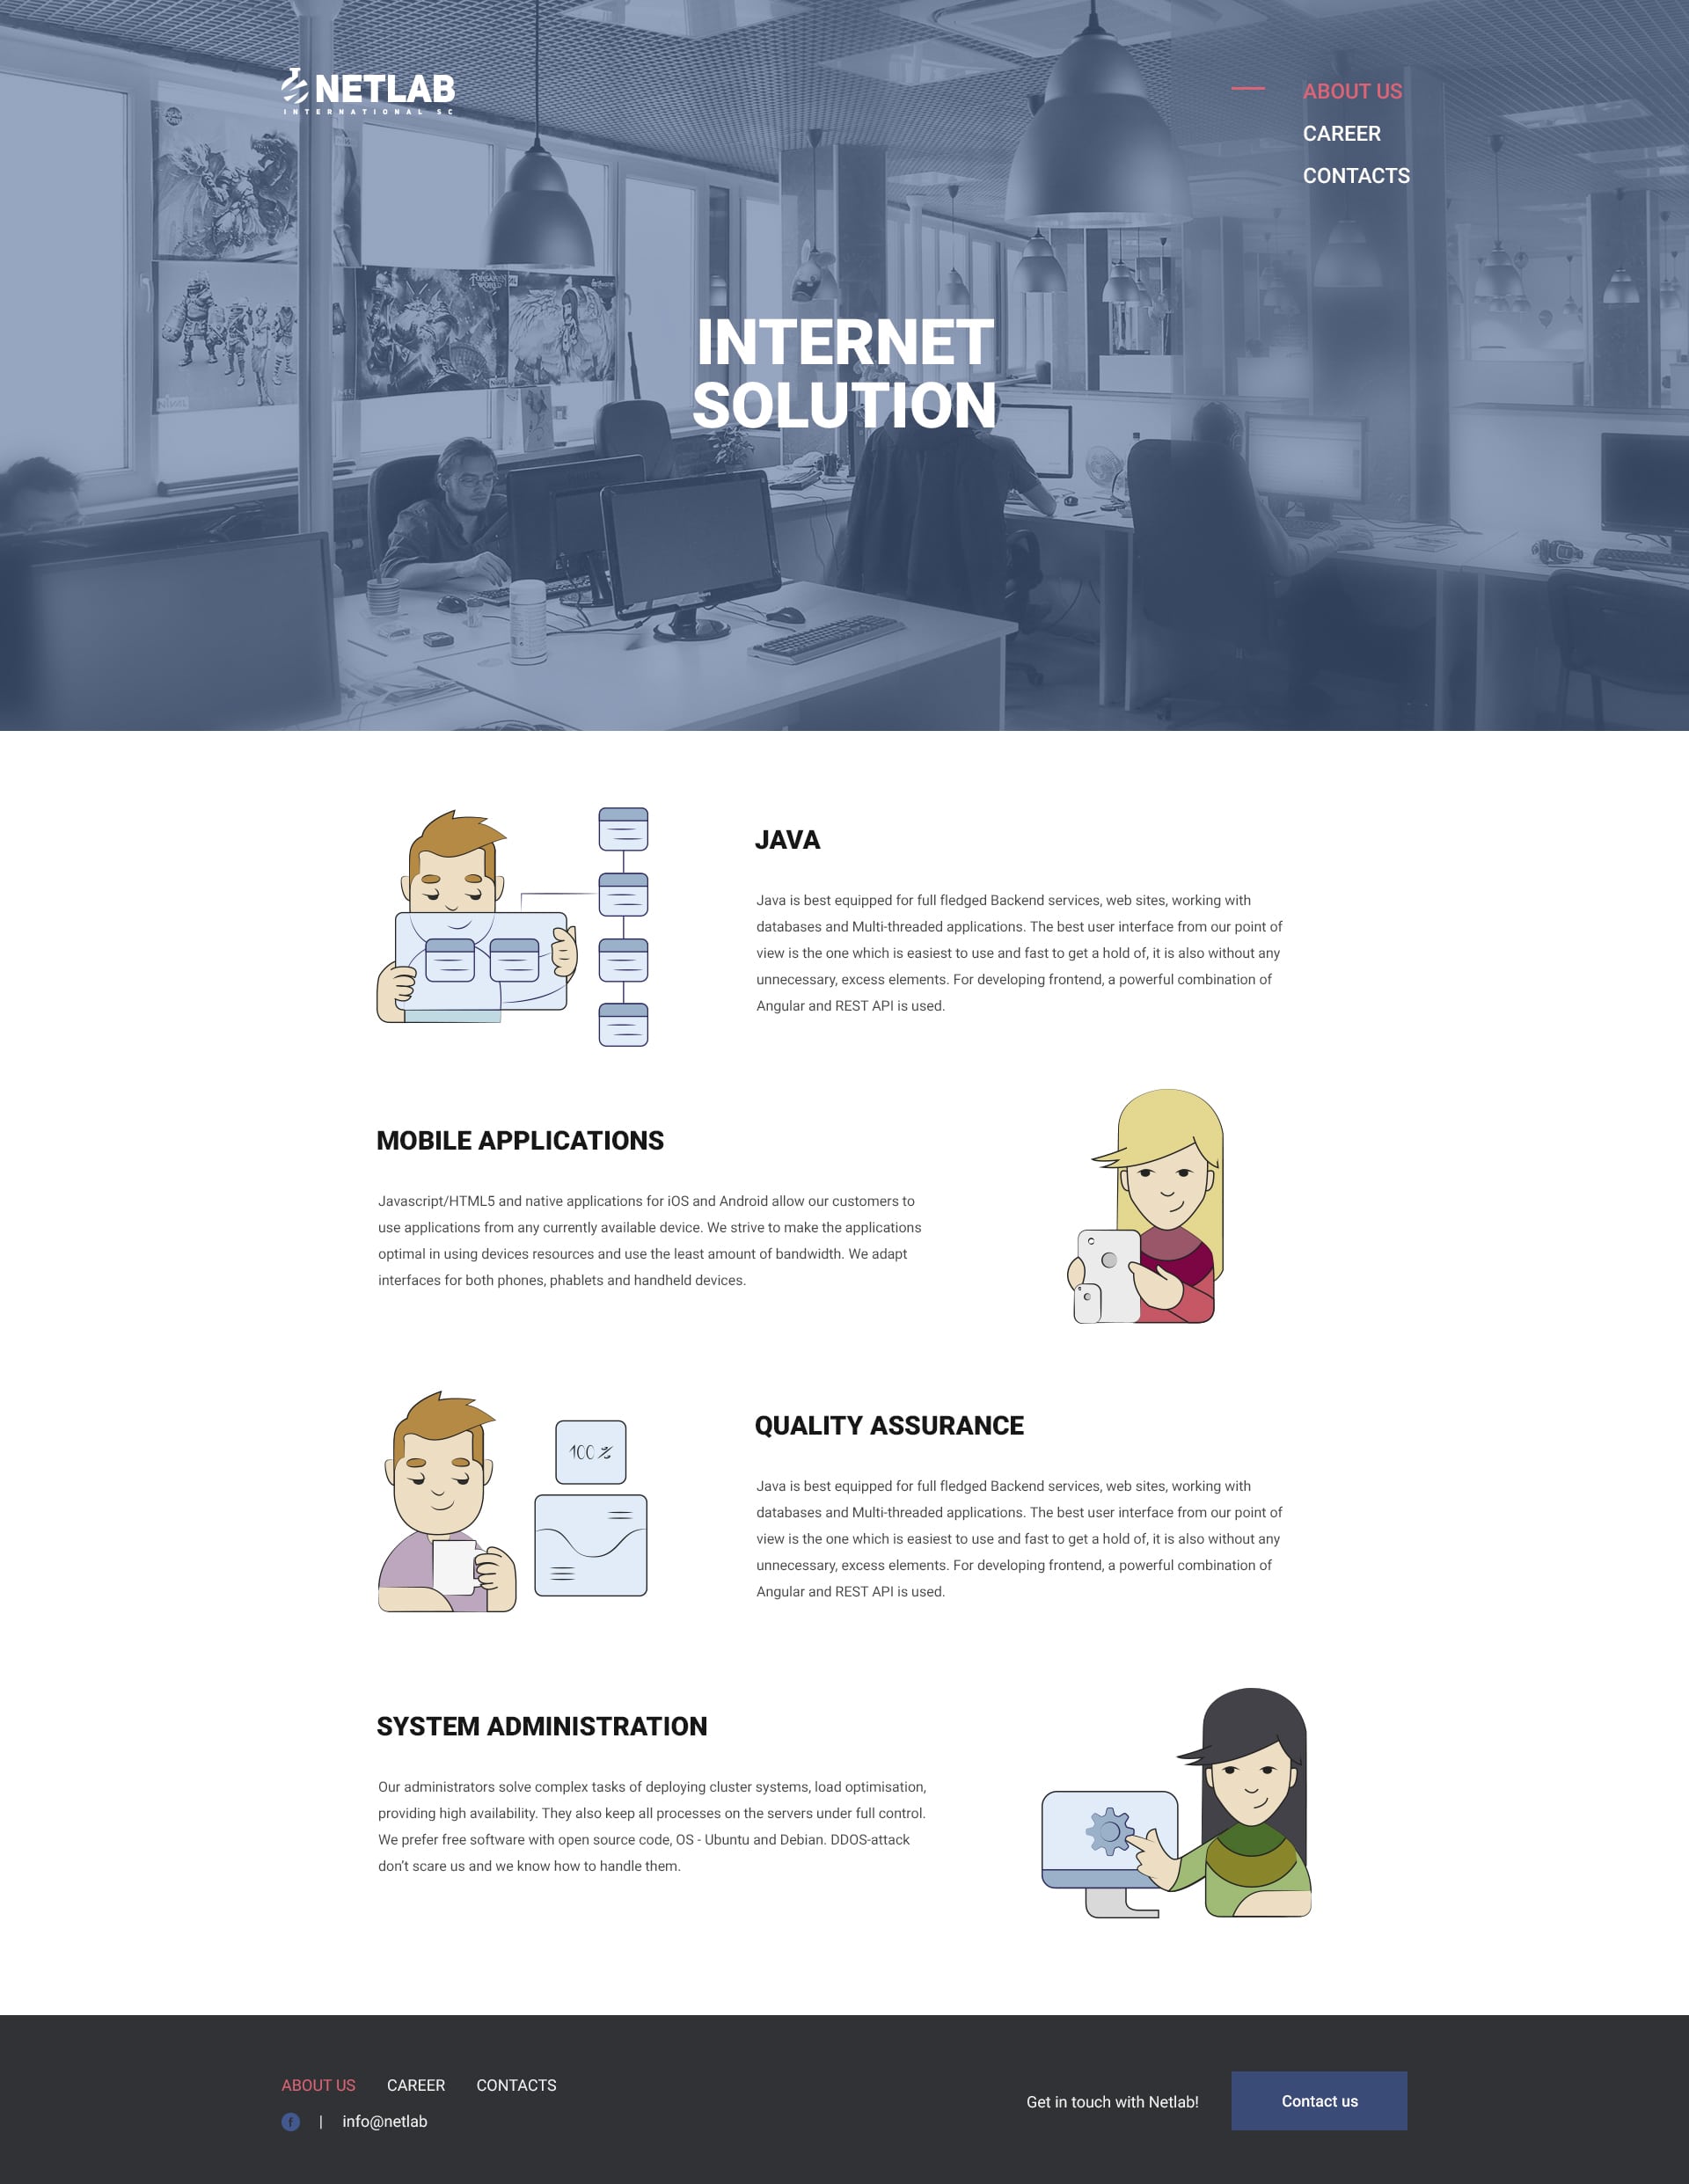 NETLAB
INTERNATIONAL SC
ABOUT US
CAREER
CONTACTS
INTERNET
SOLUTION
JAVA
Java is best equipped for full fledged Backend services, web sites, working with
databases and Multi-threaded applications. The best user interface from our point of
view is the one which is easiest to use and fast to get a hold of, it is also without any
unnecessary, excess elements. For developing frontend, a powerful combination of
Angular and REST API is used.
MOBILE APPLICATIONS
Javascript/HTML5 and native applications for iOS and Android allow our customers to
use applications from any currently available device. We strive to make the applications
optimal in using devices resources and use the least amount of bandwidth. We adapt
interfaces for both phones, phablets and handheld devices.
100 %
QUALITY ASSURANCE
Java is best equipped for full fledged Backend services, web sites, working with
databases and Multi-threaded applications. The best user interface from our point of
view is the one which is easiest to use and fast to get a hold of, it is also without any
unnecessary, excess elements. For developing frontend, a powerful combination of
Angular and REST API is used.
SYSTEM ADMINISTRATION
Our administrators solve complex tasks of deploying cluster systems, load optimisation,
providing high availability. They also keep all processes on the servers under full control.
We prefer free software with open source code, OS - Ubuntu and Debian. DDOS-attack
don't scare us and we know how to handle them.
ABOUT US CAREER CONTACTS
f | info@netlab
Get in touch with Netlab!
Contact us